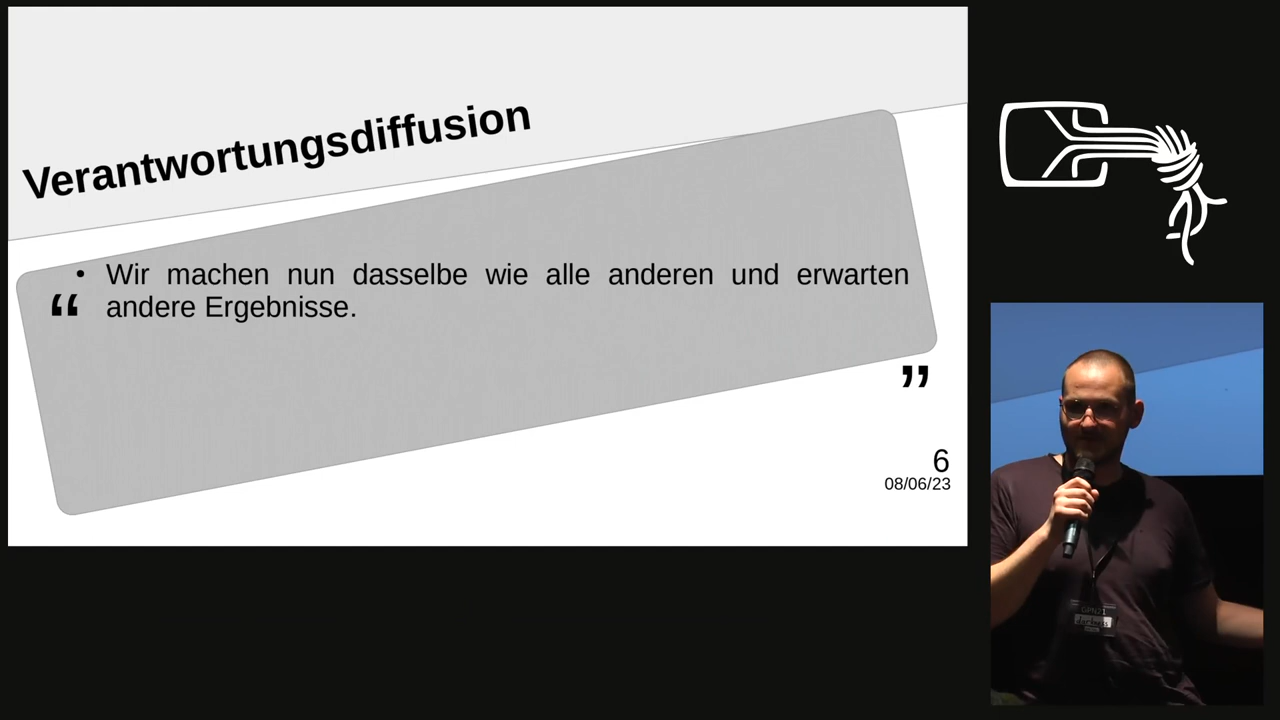 Verantwortungsdiffusion
“
• Wir machen nun dasselbe wie alle anderen und erwarten
andere Ergebnisse.
”
6
08/06/23